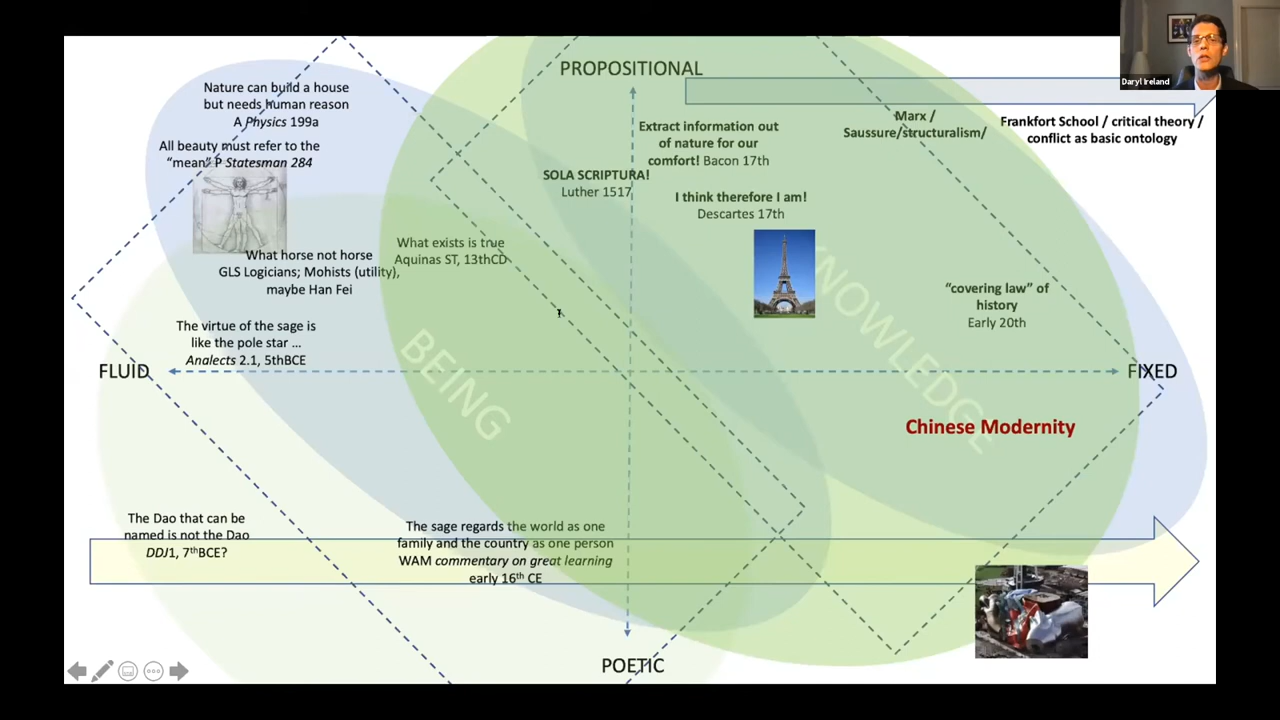 Daryl Ireland
PROPOSITIONAL
Nature can build a house
but needs human reason
A Physics 199a
All beauty must refer to the
"mean" P Statesman 284
Extract information out
of nature for our
comfort! Bacon 17th
Marx /
Saussure/structuralism/
Frankfort School / critical theory /
conflict as basic ontology
SOLA SCRIPTURA!
Luther 1517
I think therefore I am!
Descartes 17th
What exists is true
Aquinas ST, 13thCD
What horse not horse
GLS Logicians; Mohists (utility),
maybe Han Fei
"covering law" of
history
Early 20th
The virtue of the sage is
like the pole star ...
Analects 2.1, 5thBCE
BEING
KNOWLEDGE
FLUID
FIXED
Chinese Modernity
The Dao that can be
named is not the Dao
DDJ1, 7thBCE?
The sage regards the world as one
family and the country as one person
WAM commentary on great learning
early 16th CE
POETIC